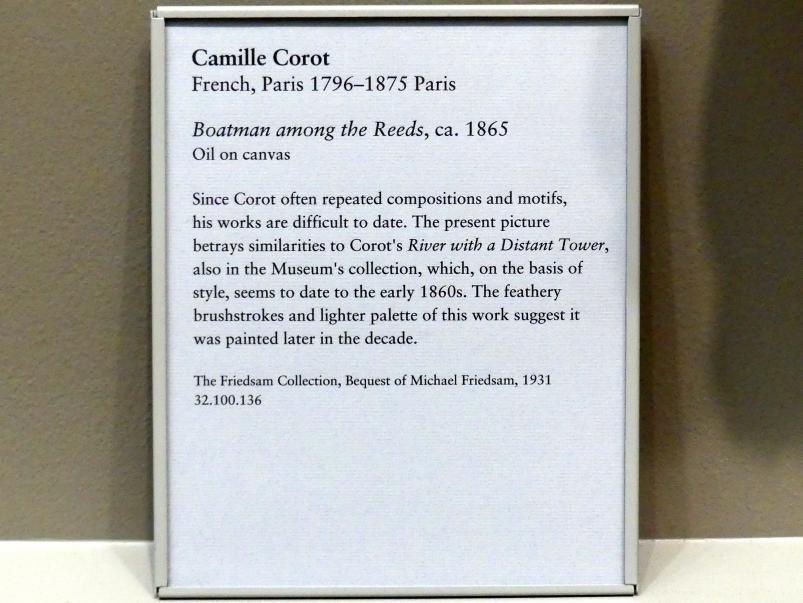 Camille Corot
French, Paris 1796–1875 Paris
Boatman among the Reeds, ca. 1865
Oil on canvas
Since Corot often repeated compositions and motifs,
his works are difficult to date. The present picture
betrays similarities to Corot's River with a Distant Tower,
also in the Museum's collection, which, on the basis of
style, seems to date to the early 1860s. The feathery
brushstrokes and lighter palette of this work suggest it
was painted later in the decade.
The Friedsam Collection, Bequest of Michael Friedsam, 1931
32.100.136